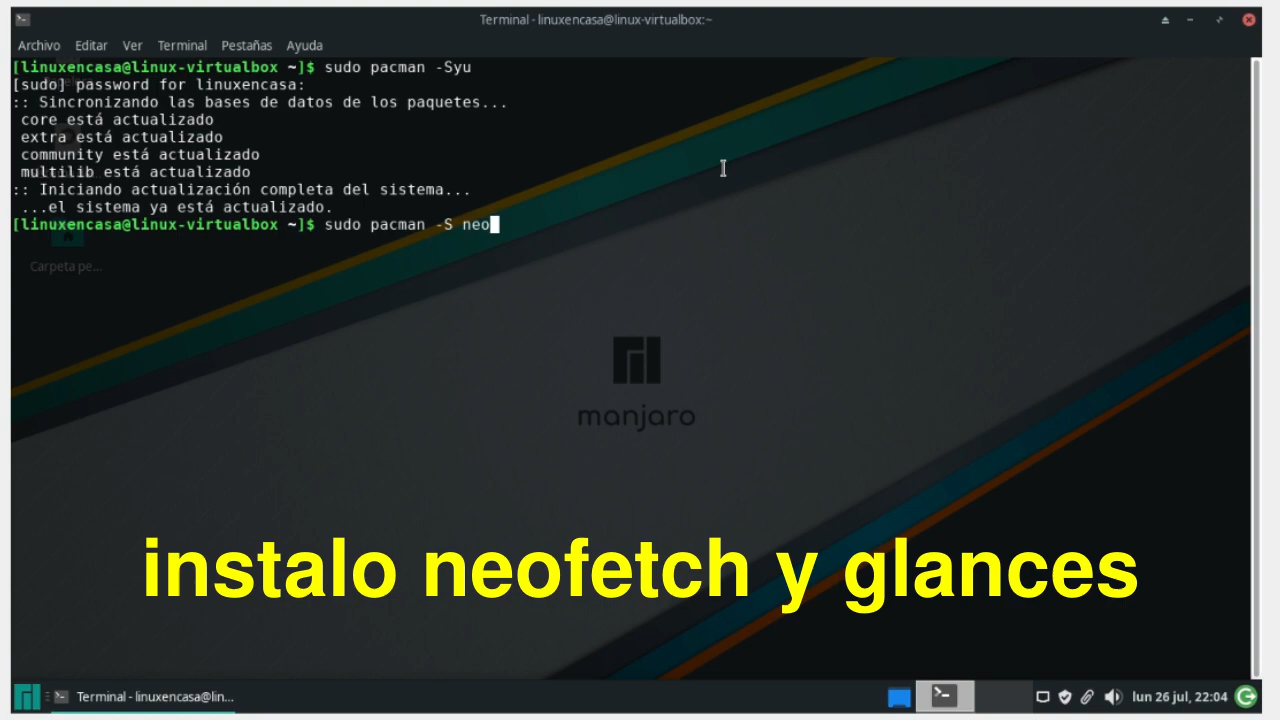 Terminal - linuxencasa@linux-virtualbox:~
Archivo Editar Ver Terminal Pestañas Ayuda
[linuxencasa@linux-virtualbox ~]$ sudo pacman -Syu
[sudo] password for linuxencasa:
:: Sincronizando las bases de datos de los paquetes...
core está actualizado
extra está actualizado
community está actualizado
multilib está actualizado
:: Iniciando actualización completa del sistema...
...el sistema ya está actualizado.
[linuxencasa@linux-virtualbox ~]$ sudo pacman -S neo
Carpeta pe...
manjaro
instalo neofetch y glances
Terminal - linuxencasa@lin...
lun 26 jul, 22:04